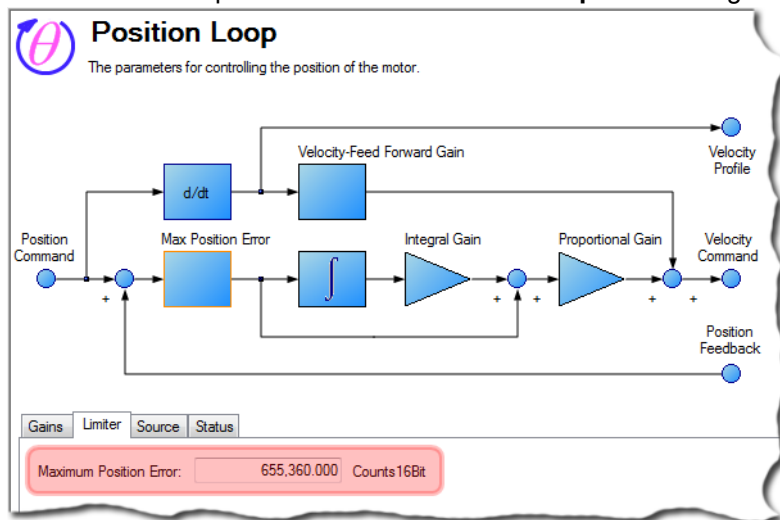 θ
Position Loop
The parameters for controlling the position of the motor.
Velocity
Profile
Velocity-Feed Forward Gain
d/dt
Position
Command
Max Position Error
∫
Integral Gain
Proportional Gain
Velocity
Command
+
+
+
+
+
Position
Feedback
Gains Limiter Source Status
Maximum Position Error: 655,360.000 Counts16Bit